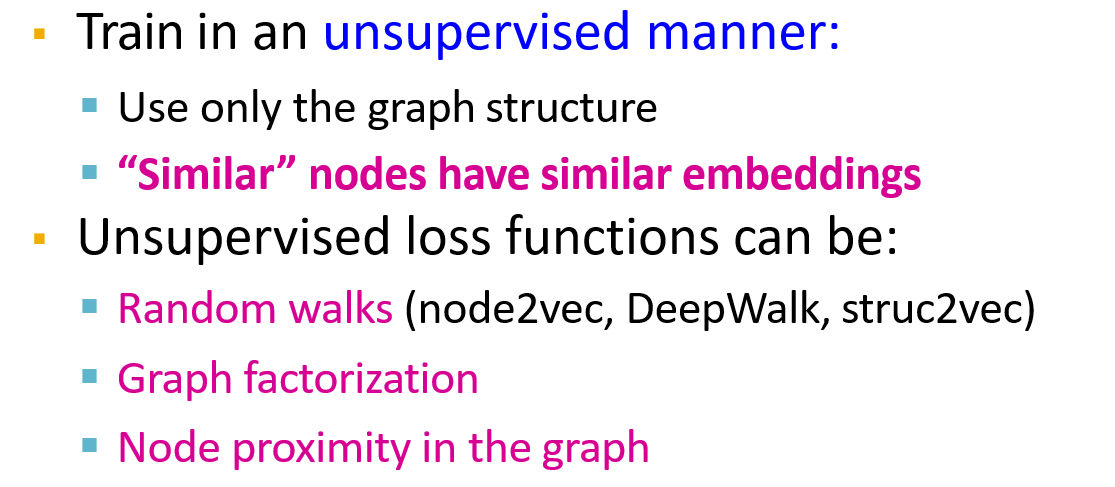 Train in an unsupervised manner:
Use only the graph structure
“Similar” nodes have similar embeddings
Unsupervised loss functions can be:
Random walks (node2vec, DeepWalk, struc2vec)
Graph factorization
Node proximity in the graph